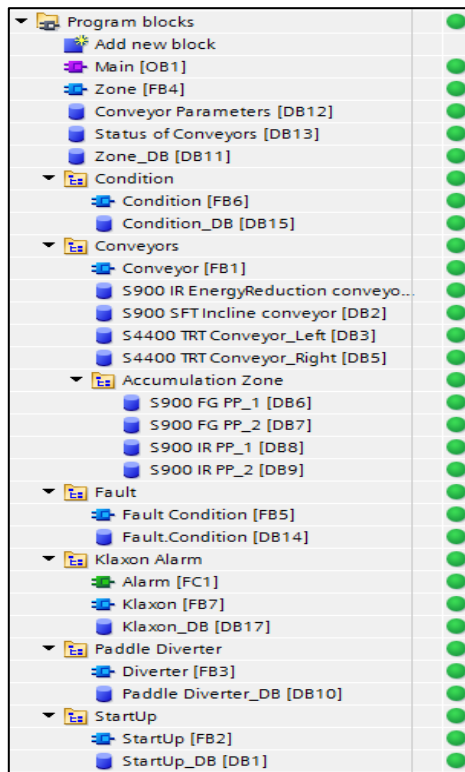 Program blocks
Add new block
Main [OB1]
Zone [FB4]
Conveyor Parameters [DB12]
Status of Conveyors [DB13]
Zone_DB [DB11]
Condition
Condition [FB6]
Condition_DB [DB15]
Conveyors
Conveyor [FB1]
S900 IR EnergyReduction conveyo...
S900 SFT Incline conveyor [DB2]
S4400 TRT Conveyor_Left [DB3]
S4400 TRT Conveyor_Right [DB5]
Accumulation Zone
S900 FG PP_1 [DB6]
S900 FG PP_2 [DB7]
S900 IR PP_1 [DB8]
S900 IR PP_2 [DB9]
Fault
Fault Condition [FB5]
Fault.Condition [DB14]
Klaxon Alarm
Alarm [FC1]
Klaxon [FB7]
Klaxon_DB [DB17]
Paddle Diverter
Diverter [FB3]
Paddle Diverter_DB [DB10]
StartUp
StartUp [FB2]
StartUp_DB [DB1]